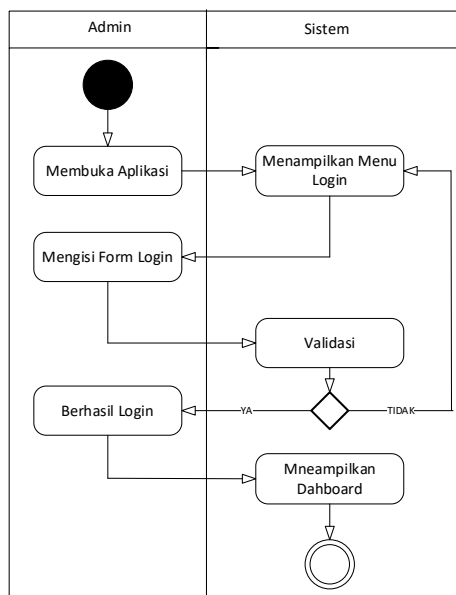 Admin
Sistem
Membuka Aplikasi
Menampilkan Menu
Login
Mengisi Form Login
Validasi
Berhasil Login
YA
TIDAK
Mneampilkan
Dahboard